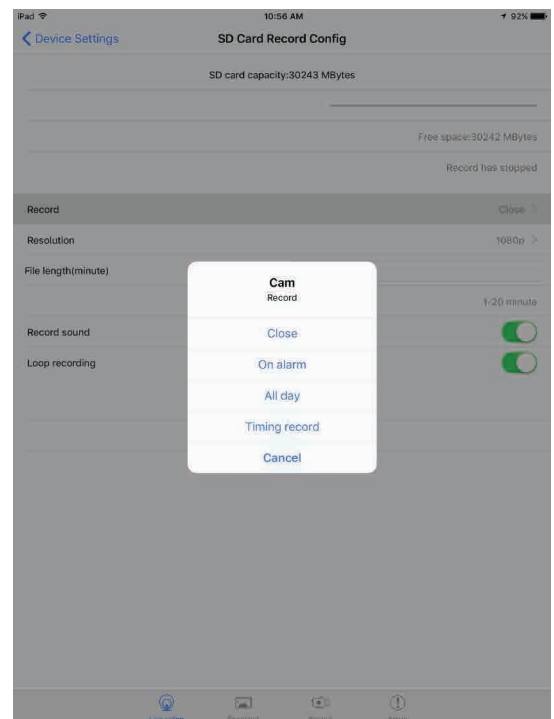 iPad
10:56 AM
92%
Device Settings
SD Card Record Config
SD card capacity:30243 MBytes
Free space:30242 MBytes
Record has stopped
Record
Close
Resolution
1080p
File length(minute)
1-20 minute
Record sound
Loop recording
Cam
Record
Close
On alarm
All day
Timing record
Cancel